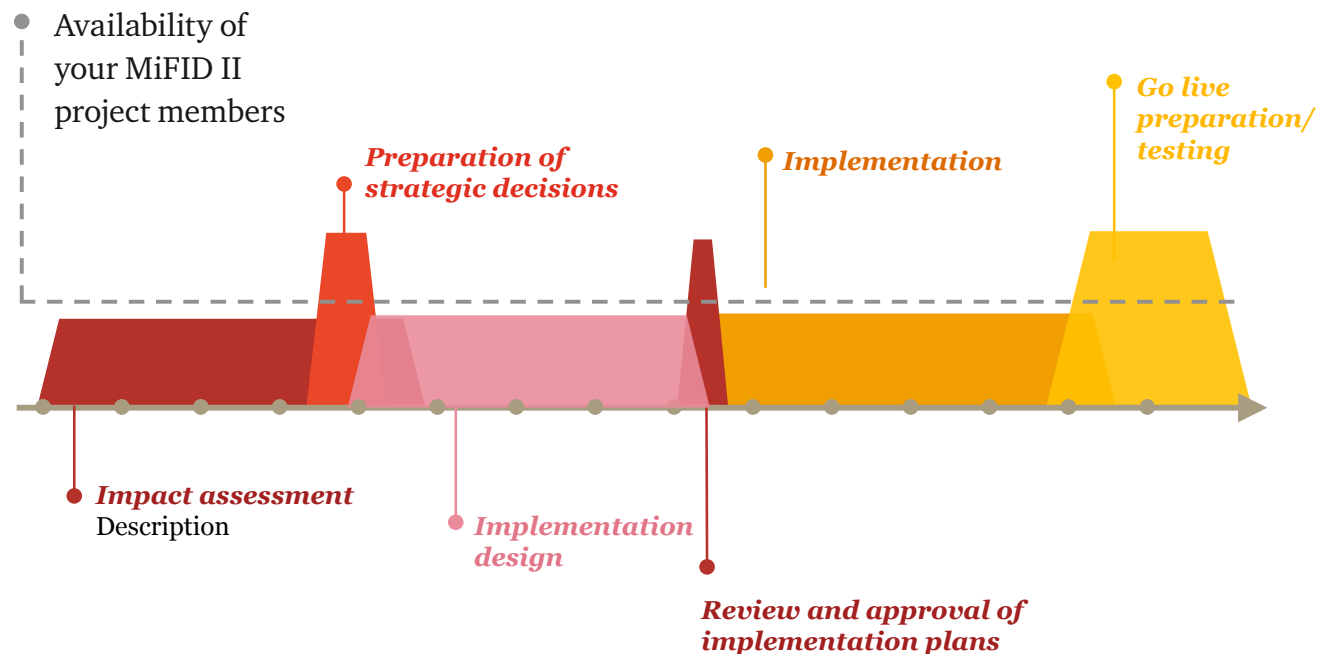 Availability of
your MiFID II
project members
Preparation of
strategic decisions
Implementation
Go live
preparation/
testing
Impact assessment
Description
Implementation
design
Review and approval of
implementation plans